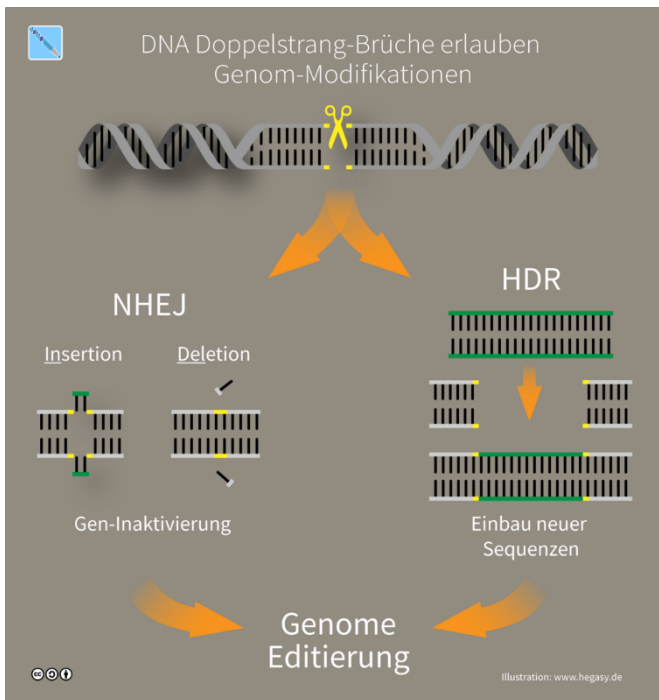 DNA Doppelstrang-Brüche erlauben
Genom-Modifikationen
NHEJ
Insertion
Deletion
Gen-Inaktivierung
HDR
Einbau neuer
Sequenzen
Genome
Editierung
cc
Illustration: www.hegasy.de